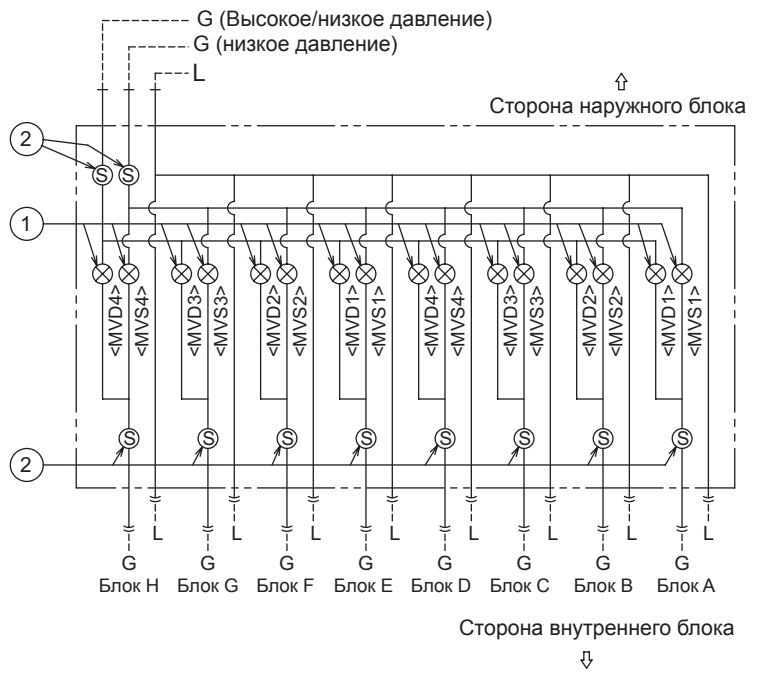 G (Высокое/низкое давление)
G (низкое давление)
L
Сторона наружного блока
2
S S
1
<MVD4> <MVS4> <MVD3> <MVS3> <MVD2> <MVS2> <MVD1> <MVS1> <MVD4> <MVS4> <MVD3> <MVS3> <MVD2> <MVS2> <MVD1> <MVS1>
S S S S S S S S
2
L L L L L L L L
G G G G G G G G
Блок H Блок G Блок F Блок E Блок D Блок C Блок B Блок A
Сторона внутреннего блока